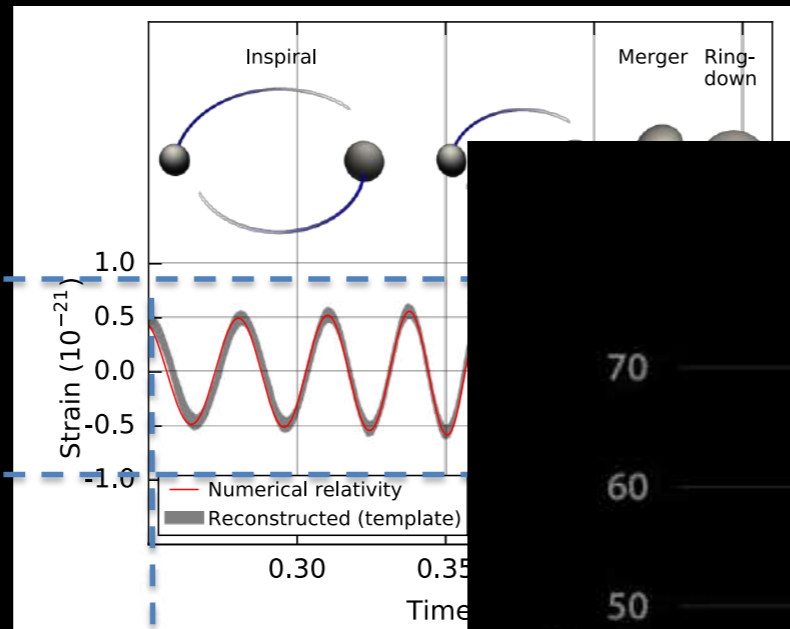 Inspiral
Merger
Ring-
down
1.0
0.5
0.0
-0.5
-1.0
Strain (10⁻²¹)
Numerical relativity
Reconstructed (template)
0.30
0.35
Time
70
60
50